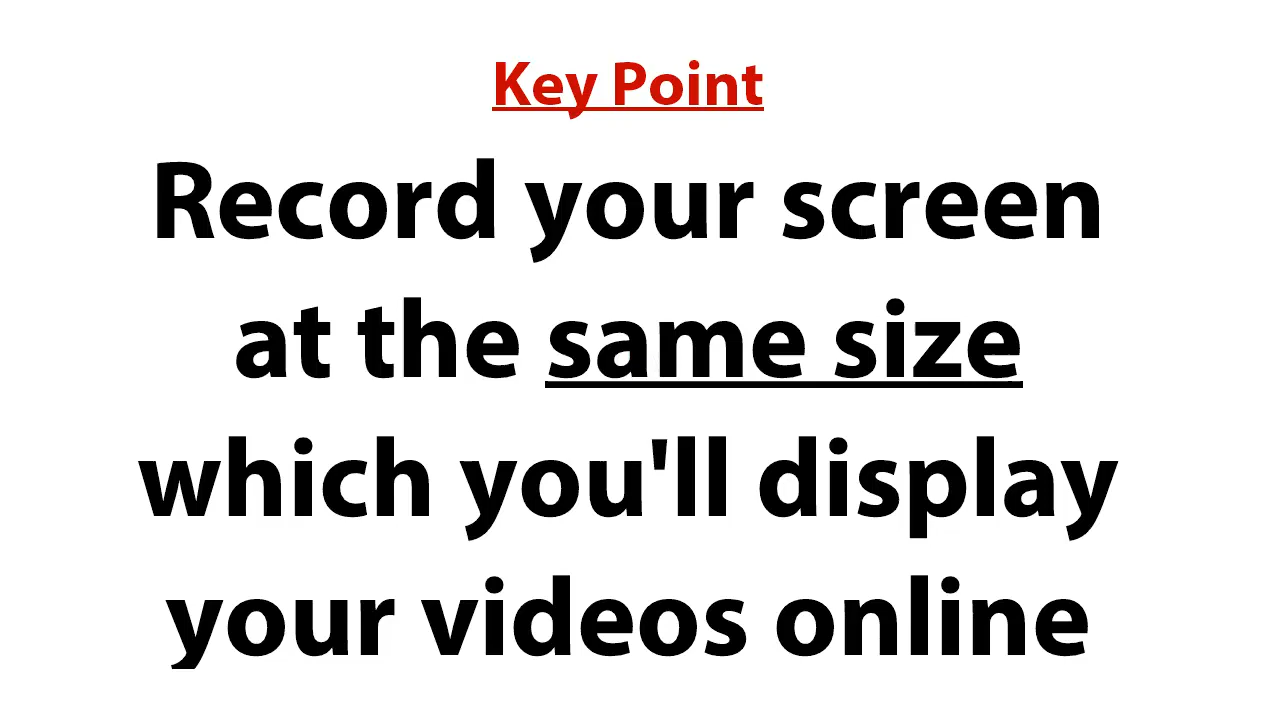 Key Point
Record your screen
at the same size
which you'll display
your videos online